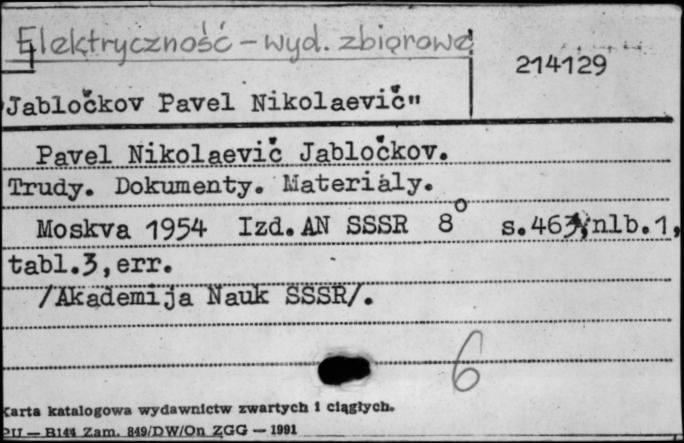 Elektryczność – wyd. zbiorowe
214129
"Jabločkov Pavel Nikolaevič"
Pavel Nikolaevič Jabločkov.
Trudy. Dokumenty. Materiály.
Moskva 1954 Izd. AN SSSR 8° s. nlb.1,
tabl.3, err.
/Akademija Nauk SSSR/.
6
Karta katalogowa wydawnictw zwartych i ciągłych.
PU — B144 Zam. 849/DW/On ZGG — 1991